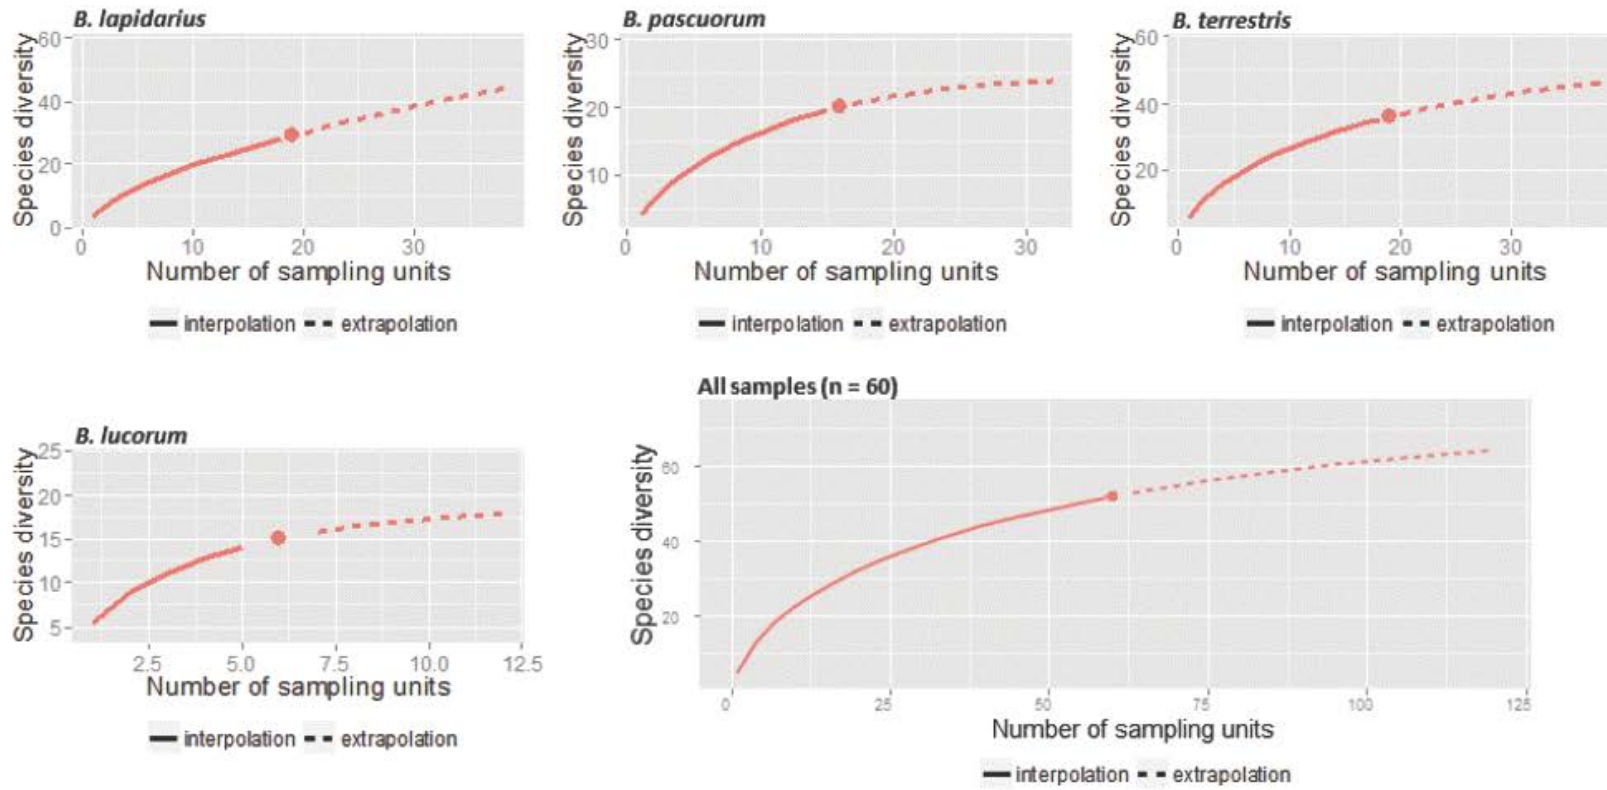 B. lapidarius
Species diversity
60
40
20
0
0 10 20 30
Number of sampling units
interpolation extrapolation
B. pascuorum
Species diversity
30
20
10
0 10 20 30
Number of sampling units
interpolation extrapolation
B. terrestris
Species diversity
60
40
20
0 10 20 30
Number of sampling units
interpolation extrapolation
B. lucorum
Species diversity
25
20
15
10
5
2.5 5.0 7.5 10.0 12.5
Number of sampling units
interpolation extrapolation
All samples (n = 60)
Species diversity
60
40
20
0 25 50 75 100 125
Number of sampling units
interpolation extrapolation